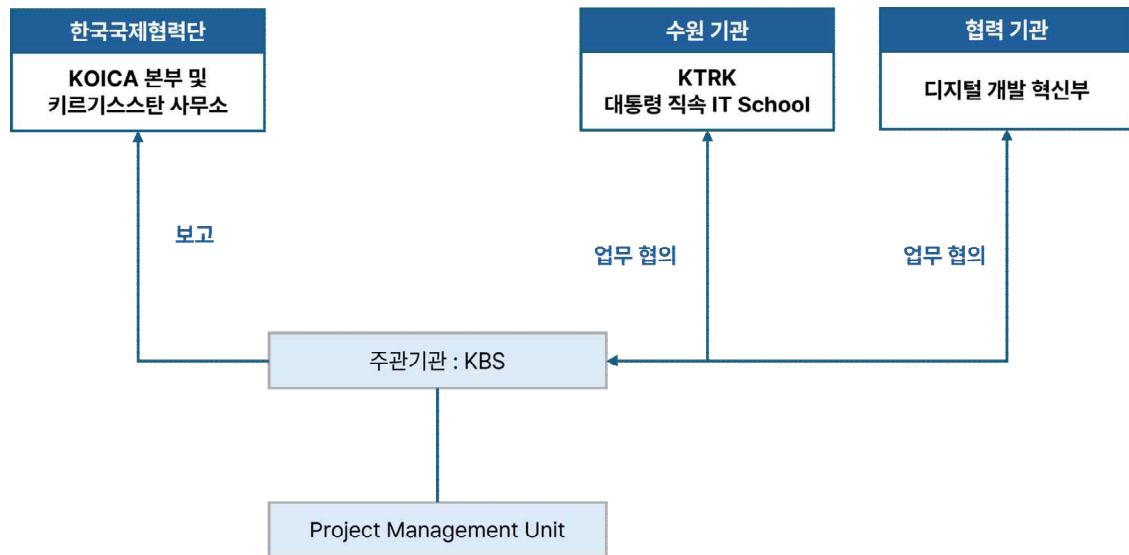 한국국제협력단
KOICA 본부 및
키르기스스탄 사무소
수원 기관
KTRK
대통령 직속 IT School
협력 기관
디지털 개발 혁신부
보고
업무 협의
업무 협의
주관기관 : KBS
Project Management Unit